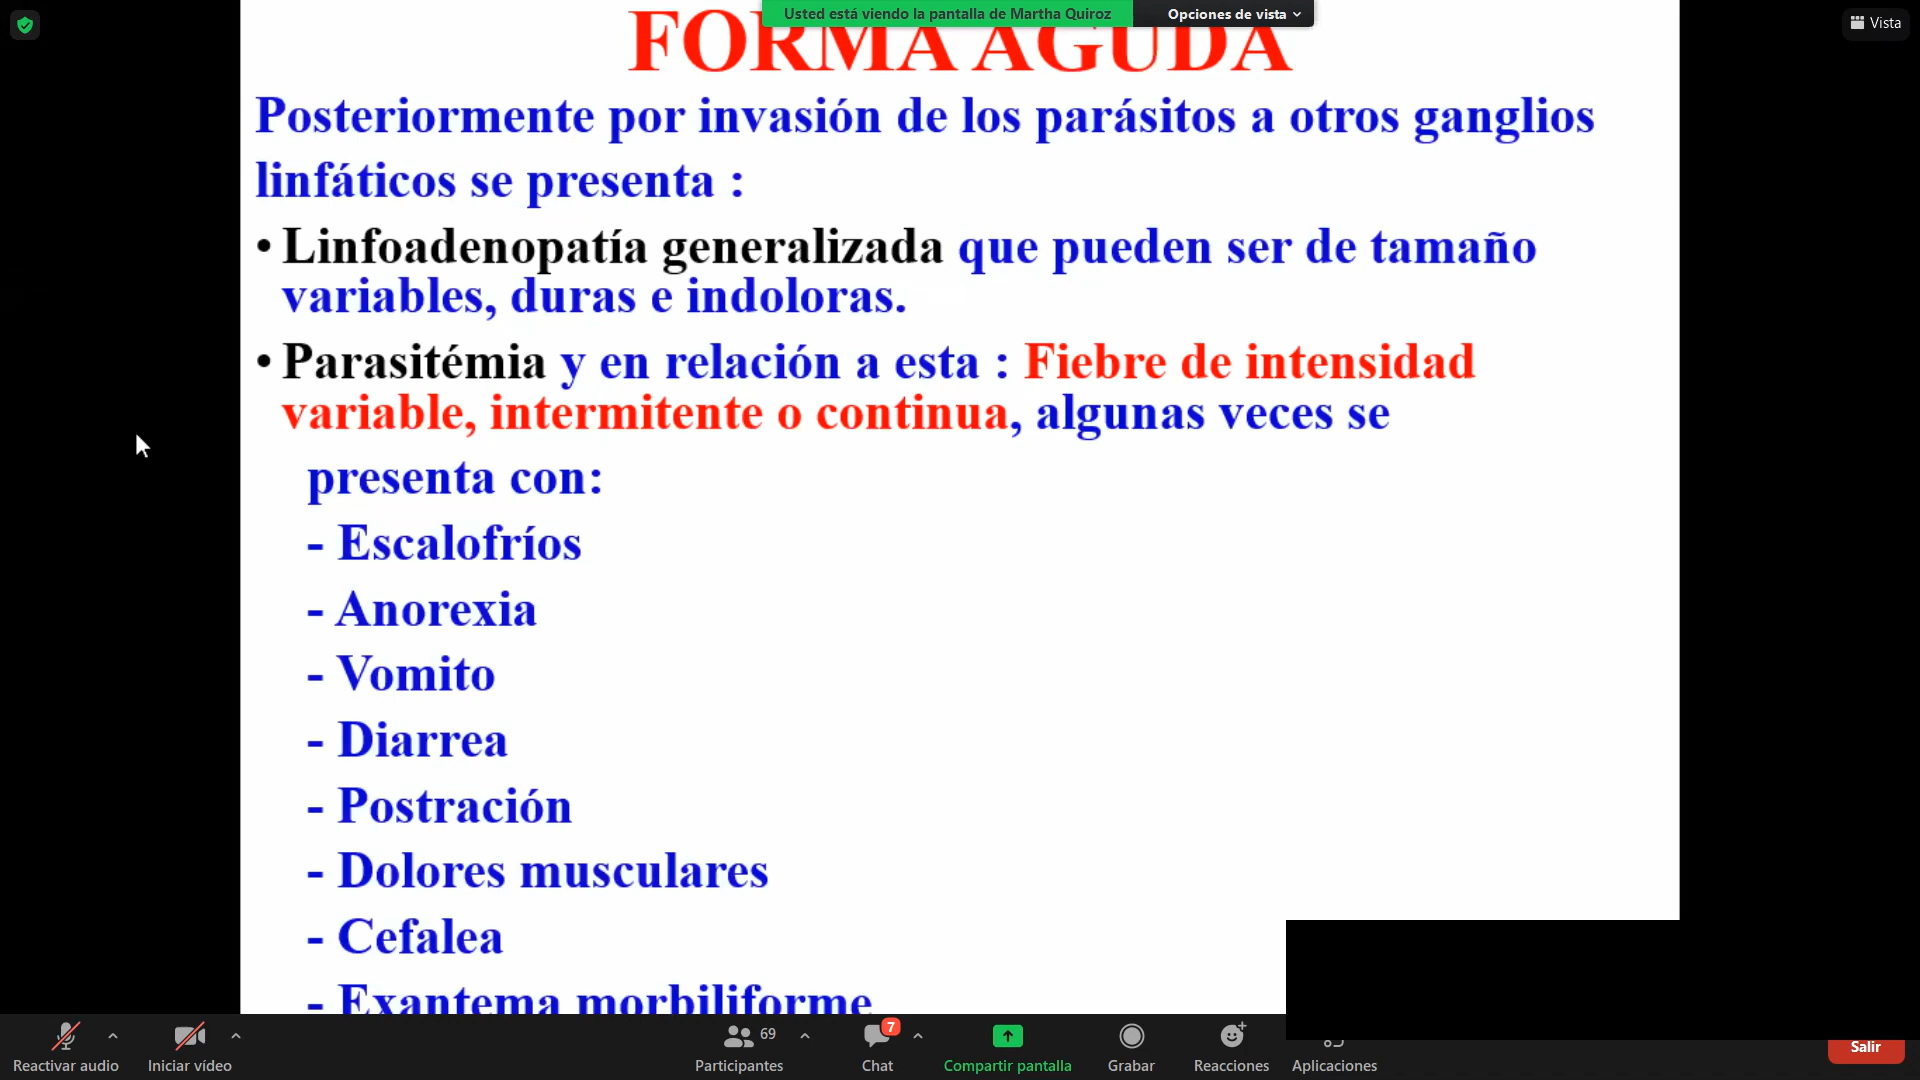 Usted está viendo la pantalla de Martha Quiroz
Opciones de vista
Vista
FORMA AGUDA
Posteriormente por invasión de los parásitos a otros ganglios
linfáticos se presenta :
• Linfoadenopatía generalizada que pueden ser de tamaño
variables, duras e indoloras.
• Parasitémia y en relación a esta : Fiebre de intensidad
variable, intermitente o continua, algunas veces se
presenta con:
- Escalofríos
- Anorexia
- Vomito
- Diarrea
- Postración
- Dolores musculares
- Cefalea
- Exantema morbiliforme
69
7
Reactivar audio
Iniciar vídeo
Participantes
Chat
Compartir pantalla
Grabar
Reacciones
Aplicaciones
Salir